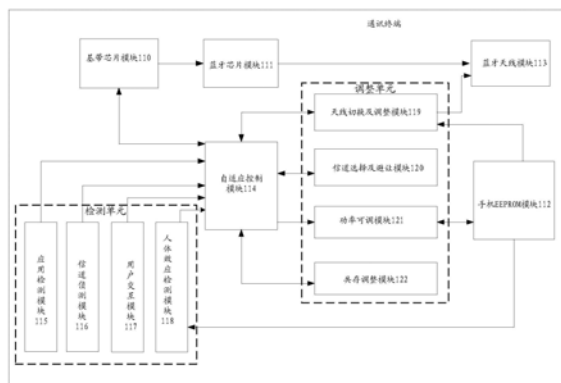 通讯终端
基带芯片模块110
蓝牙芯片模块111
蓝牙天线模块113
调整单元
天线切换及调整模块119
自适应控制
模块114
信道选择及避让模块120
手机EEPROM模块112
功率可调模块121
共存调整模块122
检测单元
应用检测模块115
信道侦测模块116
用户交互模块117
人体效应检测模块118